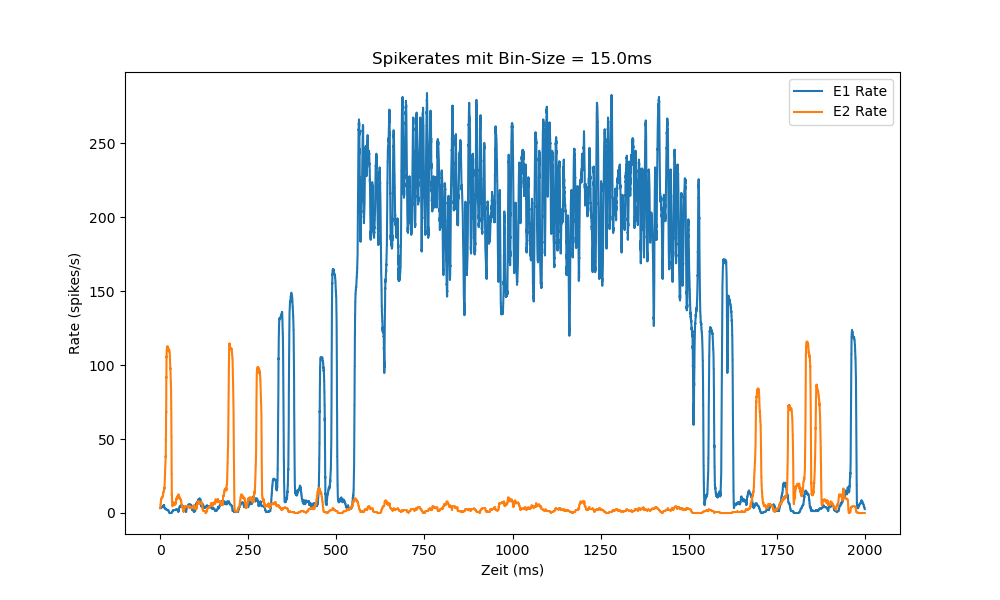 Spikerates mit Bin-Size = 15.0ms
E1 Rate
E2 Rate
Rate (spikes/s)
250
200
150
100
50
0
0 250 500 750 1000 1250 1500 1750 2000
Zeit (ms)